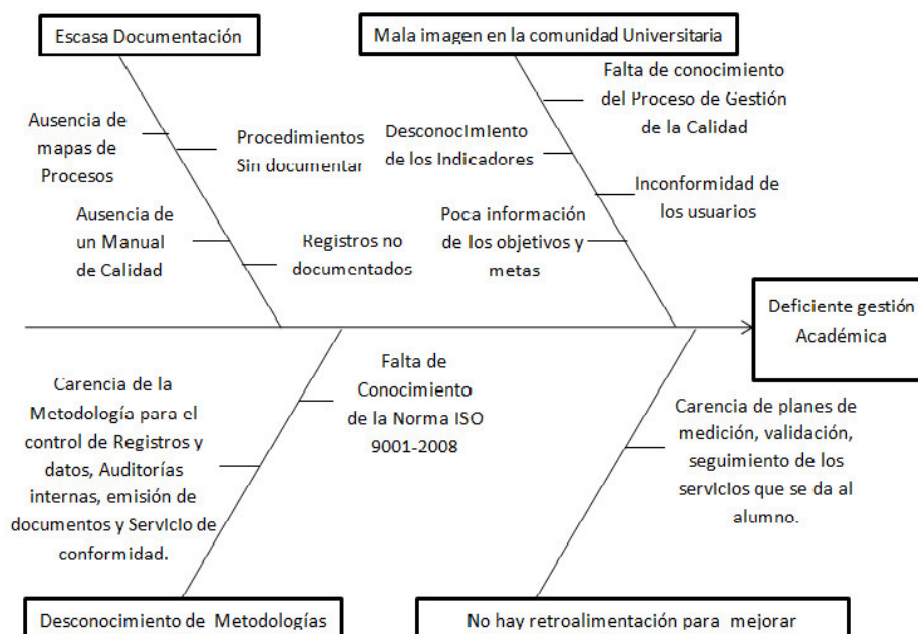 Escasa Documentación
Mala imagen en la comunidad Universitaria
Falta de conocimiento
del Proceso de Gestión
de la Calidad
Ausencia de
mapas de
Procesos
Procedimientos
Sin documentar
Desconocimiento
de los Indicadores
Inconformidad de
los usuarios
Ausencia de
un Manual
de Calidad
Registros no
documentados
Poca información
de los objetivos y
metas
Deficiente gestión
Académica
Carencia de la
Metodología para el
control de Registros y
datos, Auditorías
internas, emisión de
documentos y Servicio de
conformidad.
Falta de
Conocimiento
de la Norma ISO
9001-2008
Carencia de planes de
medición, validación,
seguimiento de los
servicios que se da al
alumno.
Desconocimiento de Metodologías
No hay retroalimentación para mejorar